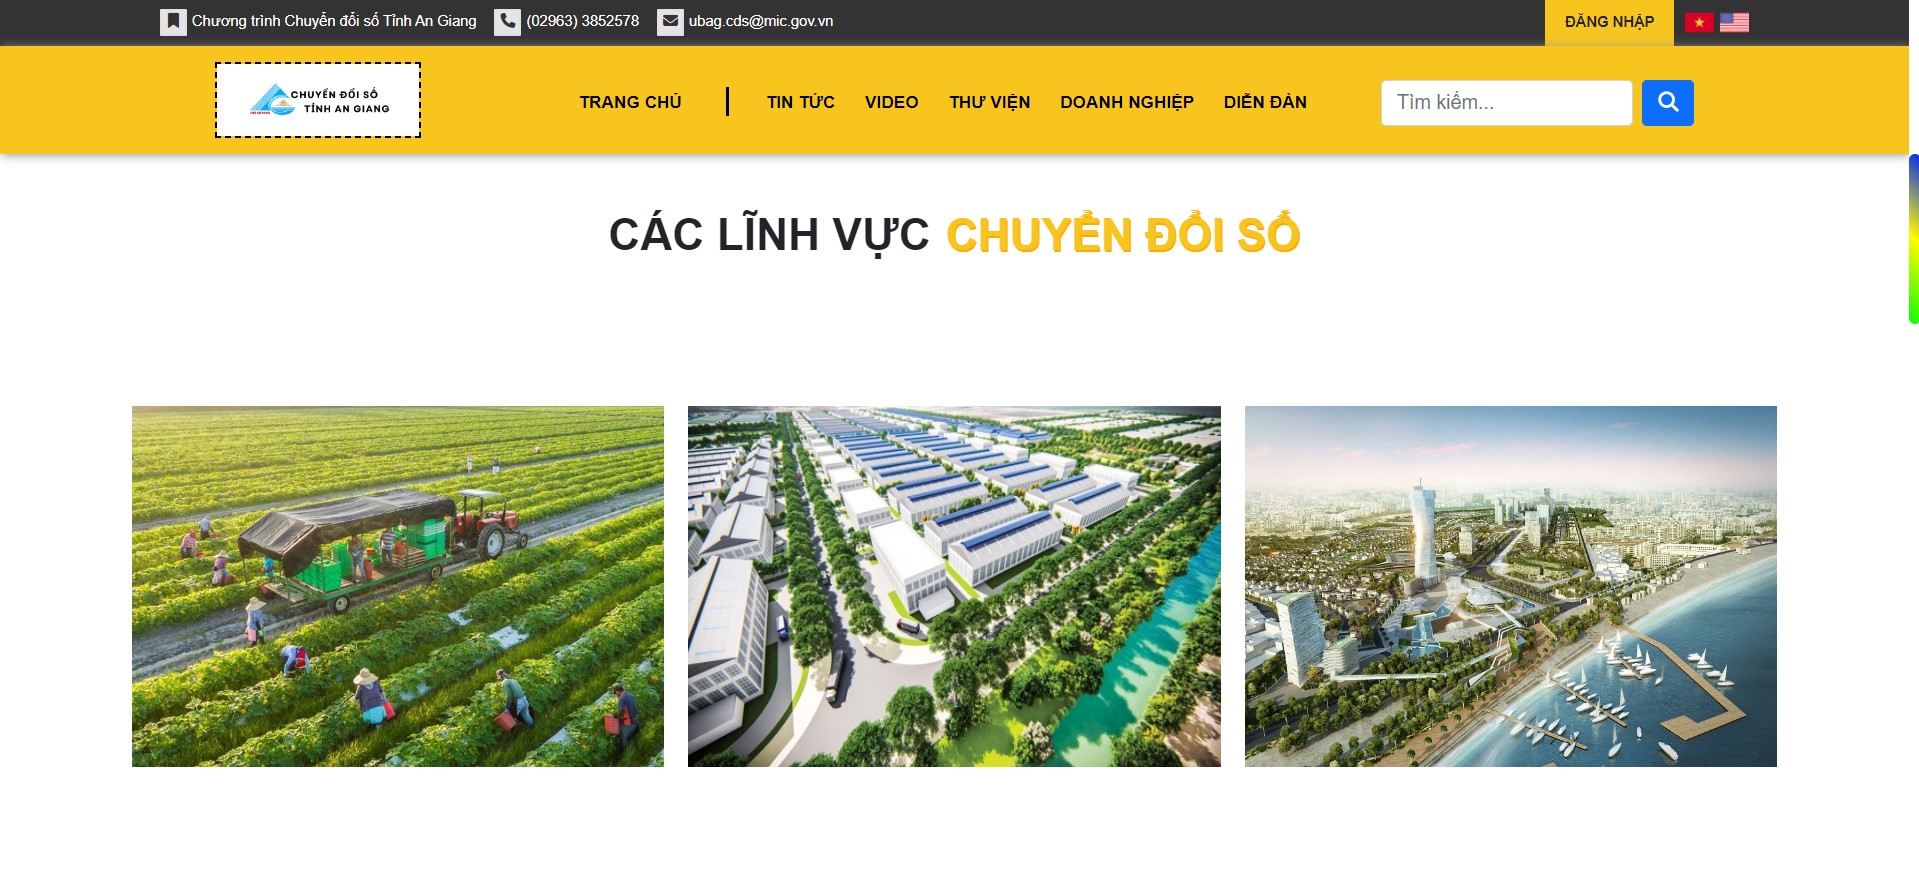 Chương trình Chuyển đổi số Tỉnh An Giang (02963) 3852578 ubag.cds@mic.gov.vn ĐĂNG NHẬP
CHUYỂN ĐỔI SỐ
TỈNH AN GIANG
TRANG CHỦ TIN TỨC VIDEO THƯ VIỆN DOANH NGHIỆP DIỄN ĐÀN Tìm kiếm...
CÁC LĨNH VỰC CHUYỂN ĐỔI SỐ